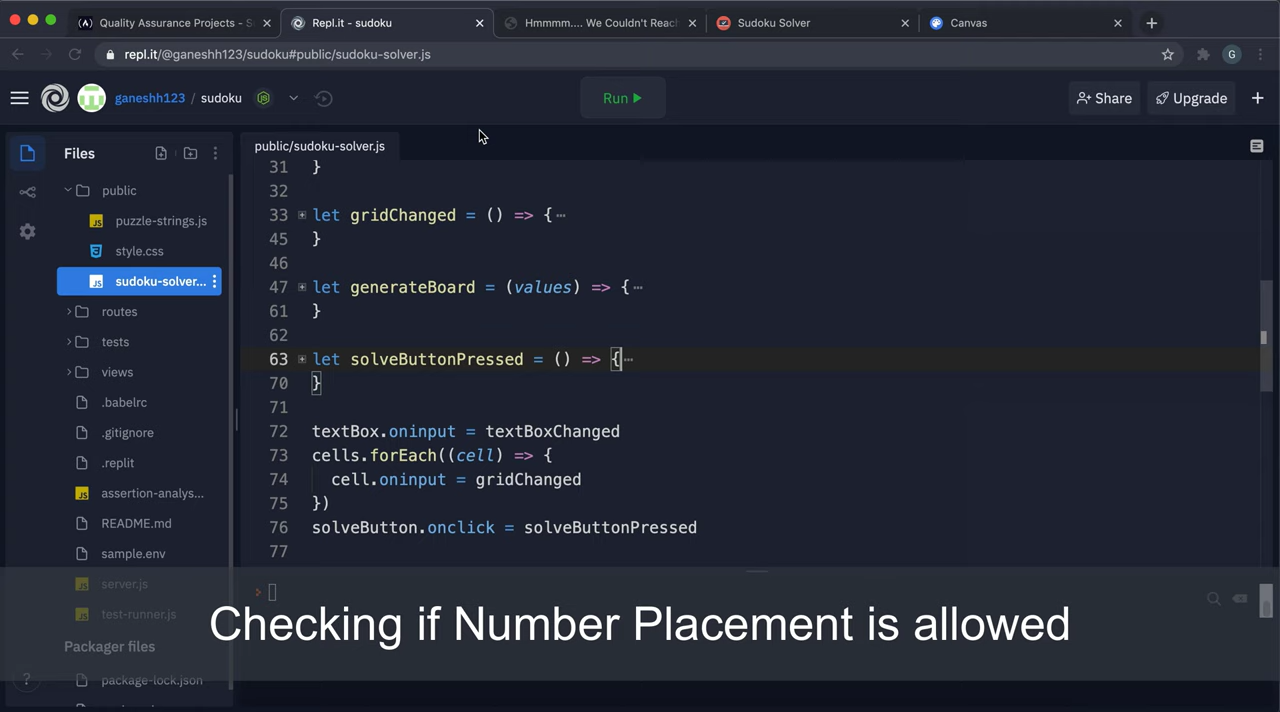 Quality Assurance Projects - S
Repl.it - sudoku
Hmmmm.... We Couldn't Reach
Sudoku Solver
Canvas
repl.it/@ganeshh123/sudoku#public/sudoku-solver.js
G
ganeshh123 / sudoku
Run
Share
Upgrade
Files
public
puzzle-strings.js
style.css
sudoku-solver...
routes
tests
views
.babelrc
.gitignore
.replit
assertion-analys...
README.md
sample.env
server.js
test-runner.js
Packager files
package-lock.json
public/sudoku-solver.js
31 }
32
33 let gridChanged = () => {
45 }
46
47 let generateBoard = (values) => {
61 }
62
63 let solveButtonPressed = () => {
70 }
71
72 textBox.oninput = textBoxChanged
73 cells.forEach((cell) => {
74 cell.oninput = gridChanged
75 })
76 solveButton.onclick = solveButtonPressed
77
Checking if Number Placement is allowed